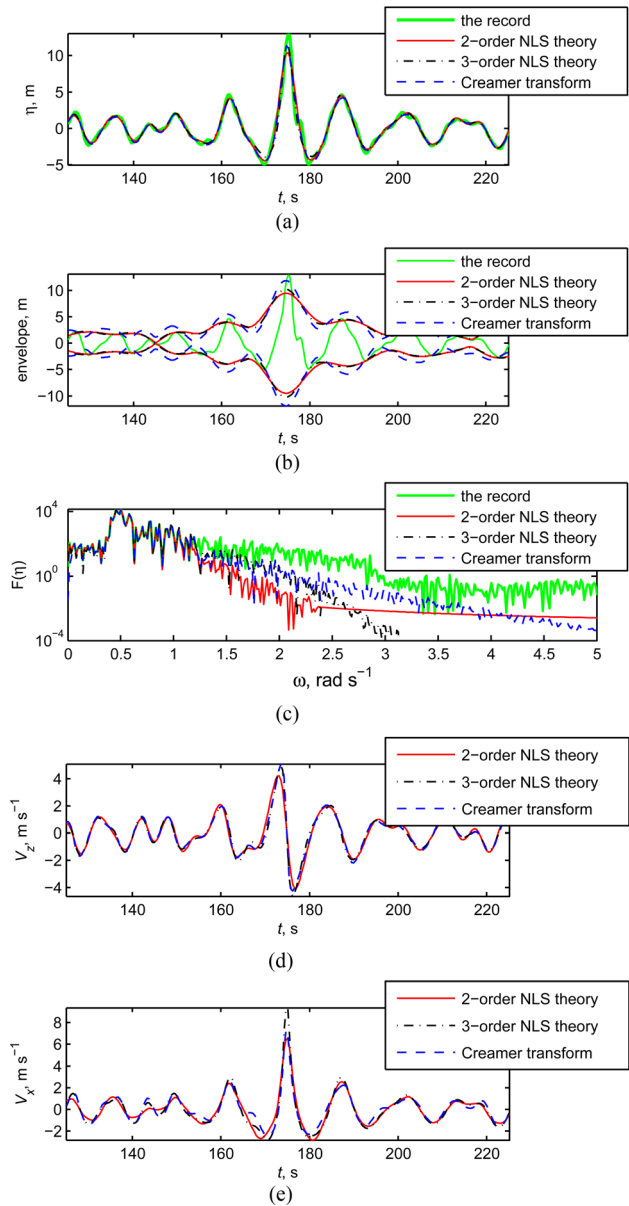 the record
2−order NLS theory
3−order NLS theory
Creamer transform
η, m
10
5
0
−5
140 160 180 200 220
t, s
(a)
the record
2−order NLS theory
3−order NLS theory
Creamer transform
envelope, m
10
5
0
−5
−10
140 160 180 200 220
t, s
(b)
the record
2−order NLS theory
3−order NLS theory
Creamer transform
F(η)
10⁴
10⁰
10⁻⁴
0 0.5 1 1.5 2 2.5 3 3.5 4 4.5 5
ω, rad s⁻¹
(c)
2−order NLS theory
3−order NLS theory
Creamer transform
V_z, m s⁻¹
4
2
0
−2
−4
140 160 180 200 220
t, s
(d)
2−order NLS theory
3−order NLS theory
Creamer transform
Vₓ, m s⁻¹
8
6
4
2
0
−2
140 160 180 200 220
t, s
(e)